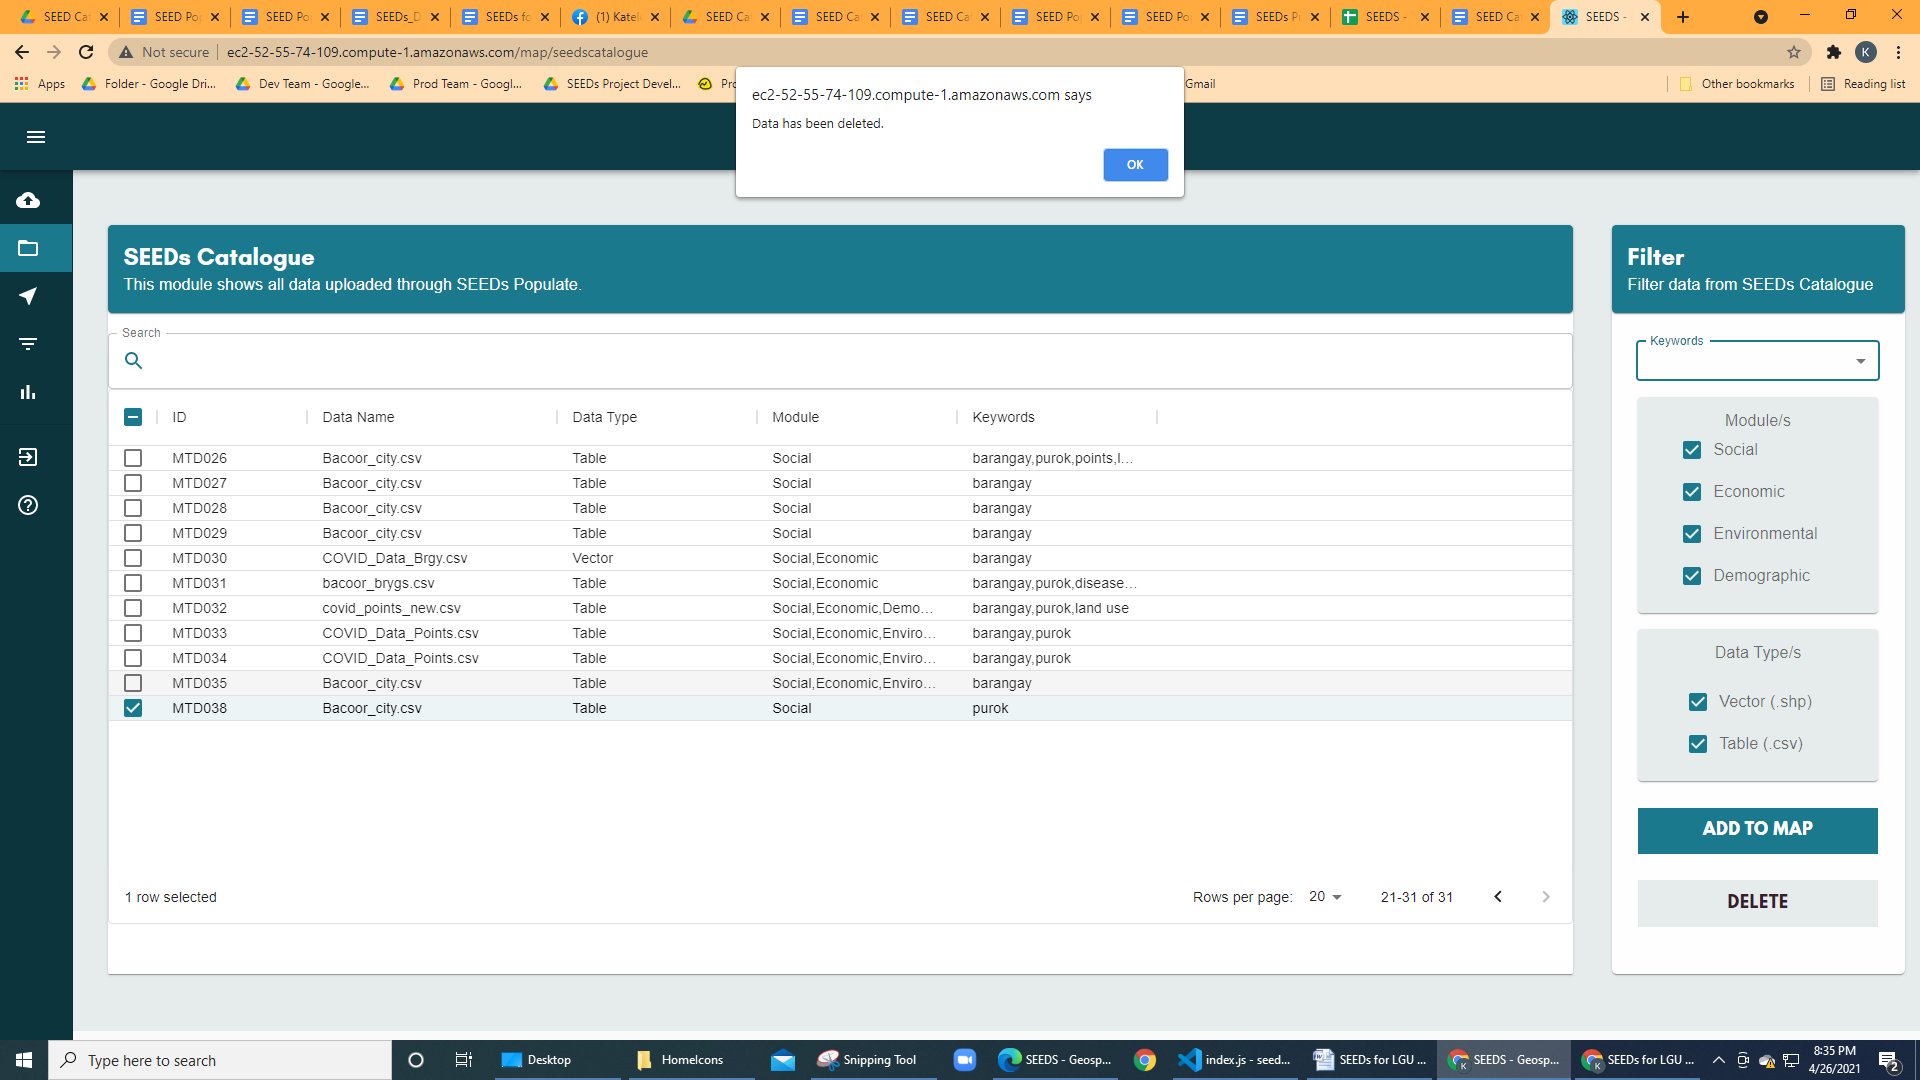 SEED Ca
SEED Po
SEED Po
SEEDs_D
SEEDs fo
(1) Katel
SEED Ca
SEED Ca
SEED Ca
SEED Po
SEED Po
SEEDs P
SEEDS -
SEED Ca
SEEDS -
Not secure
ec2-52-55-74-109.compute-1.amazonaws.com/map/seedscatalogue
K
Apps
Folder - Google Dri...
Dev Team - Google...
Prod Team - Googl...
SEEDs Project Devel...
Gmail
Other bookmarks
Reading list
ec2-52-55-74-109.compute-1.amazonaws.com says
Data has been deleted.
OK
SEEDs Catalogue
This module shows all data uploaded through SEEDs Populate.
Search
ID Data Name Data Type Module Keywords
MTD026 Bacoor_city.csv Table Social barangay,purok,points,l...
MTD027 Bacoor_city.csv Table Social barangay
MTD028 Bacoor_city.csv Table Social barangay
MTD029 Bacoor_city.csv Table Social barangay
MTD030 COVID_Data_Brgy.csv Vector Social,Economic barangay
MTD031 bacoor_brygs.csv Table Social,Economic barangay,purok,disease...
MTD032 covid_points_new.csv Table Social,Economic,Demo... barangay,purok,land use
MTD033 COVID_Data_Points.csv Table Social,Economic,Enviro... barangay,purok
MTD034 COVID_Data_Points.csv Table Social,Economic,Enviro... barangay,purok
MTD035 Bacoor_city.csv Table Social,Economic,Enviro... barangay
MTD038 Bacoor_city.csv Table Social purok
1 row selected
Rows per page: 20
21-31 of 31
Filter
Filter data from SEEDs Catalogue
Keywords
Module/s
Social
Economic
Environmental
Demographic
Data Type/s
Vector (.shp)
Table (.csv)
ADD TO MAP
DELETE
Type here to search
Desktop
HomeIcons
Snipping Tool
SEEDS - Geosp...
index.js - seed...
SEEDs for LGU ...
SEEDS - Geosp...
SEEDs for LGU ...
8:35 PM
4/26/2021
2